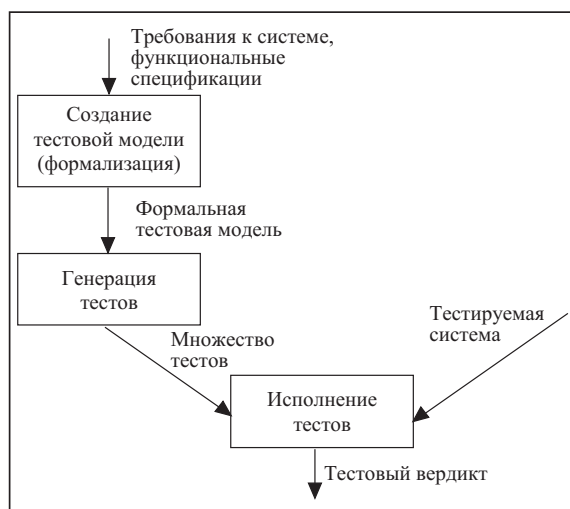 Требования к системе,
функциональные
спецификации
Создание
тестовой модели
(формализация)
Формальная
тестовая модель
Генерация
тестов
Тестируемая
система
Множество
тестов
Исполнение
тестов
Тестовый вердикт